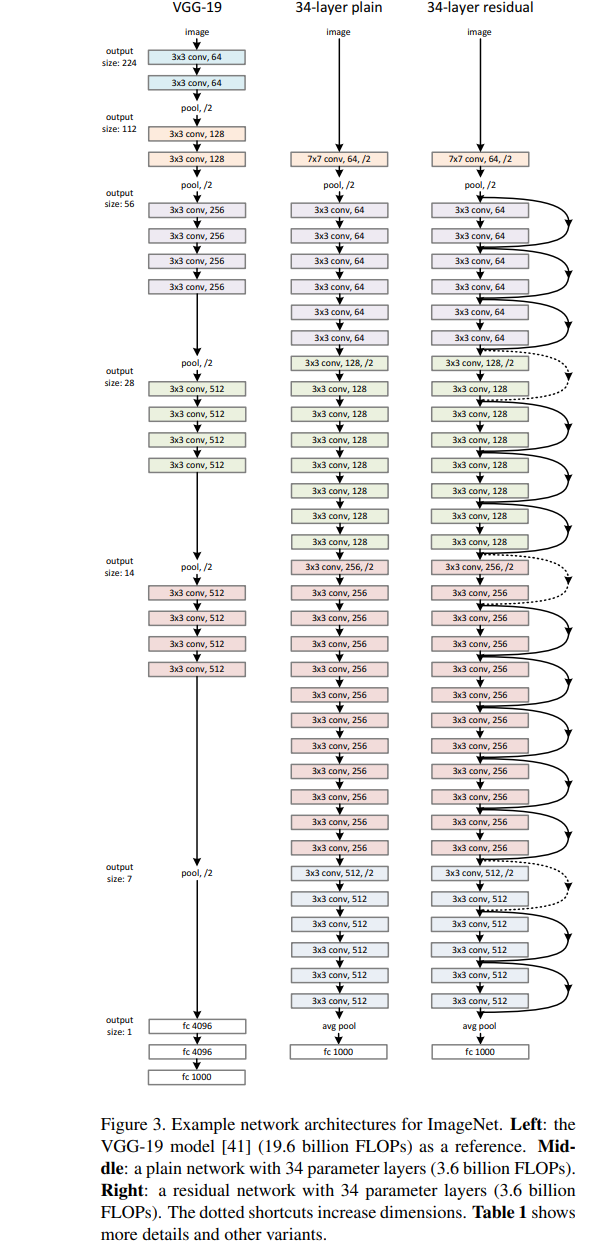 VGG-19
image
output
size: 224
3x3 conv, 64
3x3 conv, 64
pool, /2
output
size: 112
3x3 conv, 128
3x3 conv, 128
pool, /2
output
size: 56
3x3 conv, 256
3x3 conv, 256
3x3 conv, 256
3x3 conv, 256
pool, /2
output
size: 28
3x3 conv, 512
3x3 conv, 512
3x3 conv, 512
3x3 conv, 512
pool, /2
output
size: 14
3x3 conv, 512
3x3 conv, 512
3x3 conv, 512
3x3 conv, 512
output
size: 7
pool, /2
output
size: 1
fc 4096
fc 4096
fc 1000
34-layer plain
image
7x7 conv, 64, /2
pool, /2
3x3 conv, 64
3x3 conv, 64
3x3 conv, 64
3x3 conv, 64
3x3 conv, 64
3x3 conv, 64
3x3 conv, 128, /2
3x3 conv, 128
3x3 conv, 128
3x3 conv, 128
3x3 conv, 128
3x3 conv, 128
3x3 conv, 128
3x3 conv, 128
3x3 conv, 256, /2
3x3 conv, 256
3x3 conv, 256
3x3 conv, 256
3x3 conv, 256
3x3 conv, 256
3x3 conv, 256
3x3 conv, 256
3x3 conv, 256
3x3 conv, 256
3x3 conv, 256
3x3 conv, 256
3x3 conv, 512, /2
3x3 conv, 512
3x3 conv, 512
3x3 conv, 512
3x3 conv, 512
3x3 conv, 512
avg pool
fc 1000
34-layer residual
image
7x7 conv, 64, /2
pool, /2
3x3 conv, 64
3x3 conv, 64
3x3 conv, 64
3x3 conv, 64
3x3 conv, 64
3x3 conv, 64
3x3 conv, 128, /2
3x3 conv, 128
3x3 conv, 128
3x3 conv, 128
3x3 conv, 128
3x3 conv, 128
3x3 conv, 128
3x3 conv, 128
3x3 conv, 256, /2
3x3 conv, 256
3x3 conv, 256
3x3 conv, 256
3x3 conv, 256
3x3 conv, 256
3x3 conv, 256
3x3 conv, 256
3x3 conv, 256
3x3 conv, 256
3x3 conv, 256
3x3 conv, 256
3x3 conv, 512, /2
3x3 conv, 512
3x3 conv, 512
3x3 conv, 512
3x3 conv, 512
3x3 conv, 512
avg pool
fc 1000
Figure 3. Example network architectures for ImageNet. Left: the
VGG-19 model [41] (19.6 billion FLOPs) as a reference. Mid-
dle: a plain network with 34 parameter layers (3.6 billion FLOPs).
Right: a residual network with 34 parameter layers (3.6 billion
FLOPs). The dotted shortcuts increase dimensions. Table 1 shows
more details and other variants.